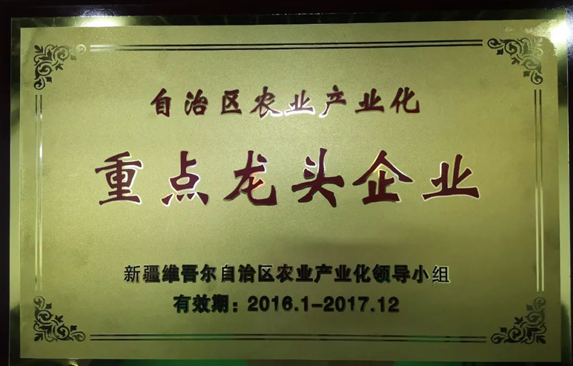 自治区农业产业化
重点龙头企业
新疆维吾尔自治区农业产业化领导小组
有效期：2016.1-2017.12